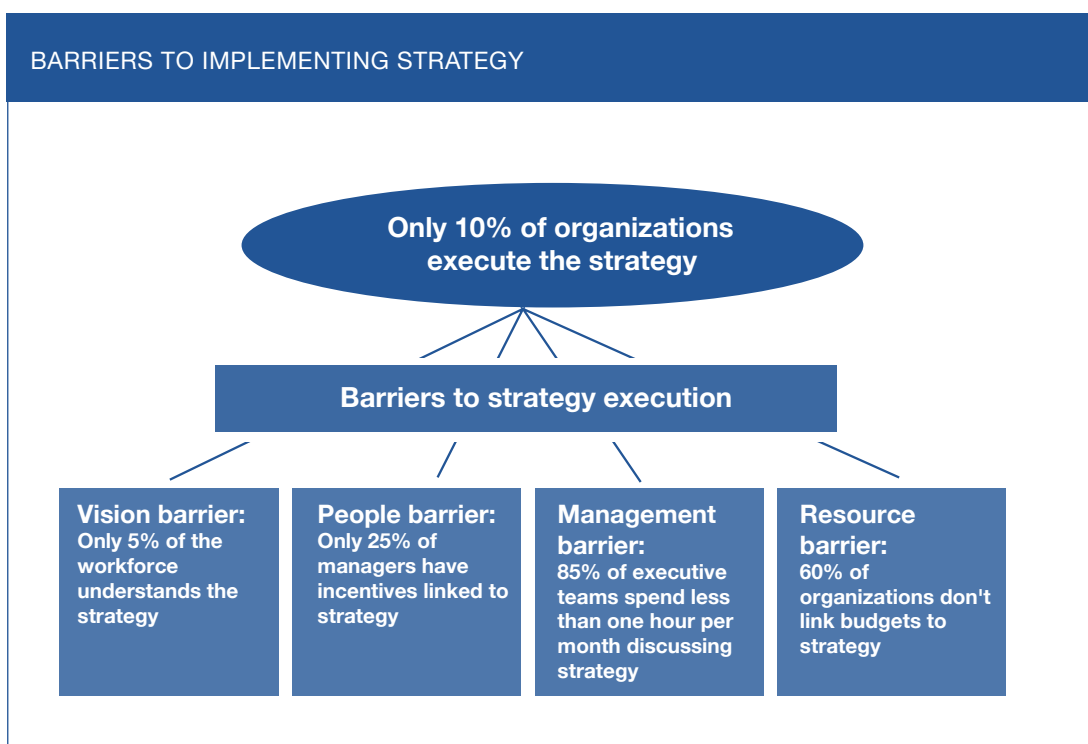 BARRIERS TO IMPLEMENTING STRATEGY
Only 10% of organizations
execute the strategy
Barriers to strategy execution
Vision barrier:
Only 5% of the
workforce
understands the
strategy
People barrier:
Only 25% of
managers have
incentives linked to
strategy
Management
barrier:
85% of executive
teams spend less
than one hour per
month discussing
strategy
Resource
barrier:
60% of
organizations don't
link budgets to
strategy